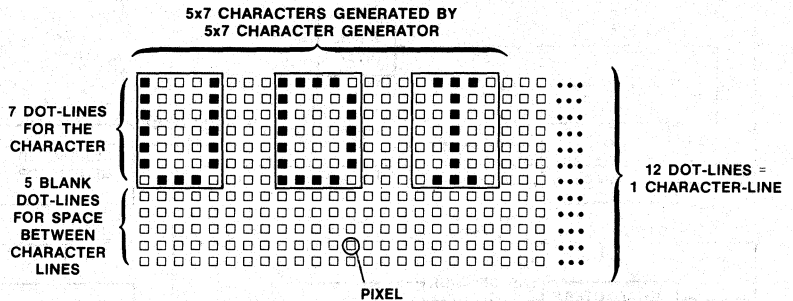 5x7 CHARACTERS GENERATED BY
5x7 CHARACTER GENERATOR
7 DOT-LINES
FOR THE
CHARACTER
5 BLANK
DOT-LINES
FOR SPACE
BETWEEN
CHARACTER
LINES
12 DOT-LINES =
1 CHARACTER-LINE
PIXEL